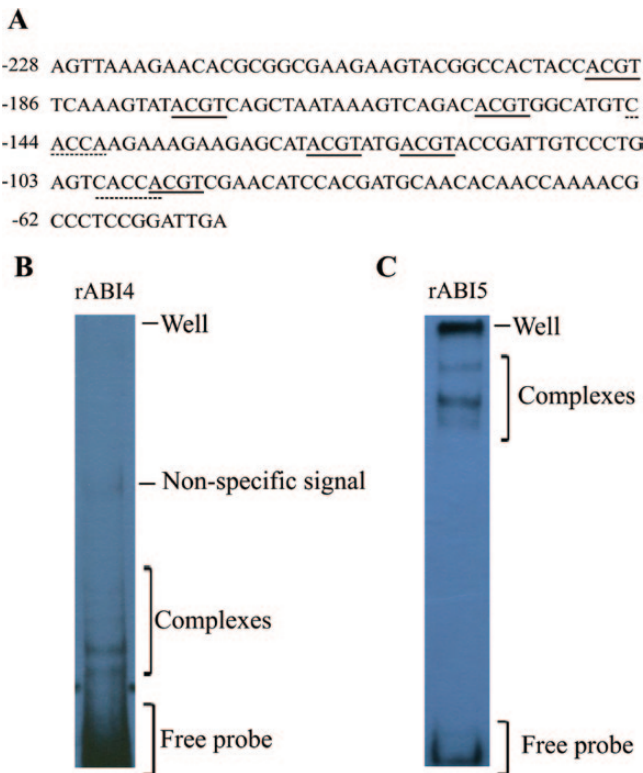 A
-228 AGTTAAAGAACACGCGGCGAAGAAGTACGGCCACTACCACGT
-186 TCAAAGTATACGTCAGCTAATAAAGTCAGACACGTGGCATGTC
-144 ACCAAGAAAGAAGAGCATACGTATGACGTACCGATTGTCCCTG
-103 AGTCACCACGTCGAACATCCACGATGCAACACAACCAAAACG
-62 CCCTCCGGATTGA
B C
rABI4 rABI5
Well Well
Complexes
Non-specific signal
Complexes
Free probe Free probe